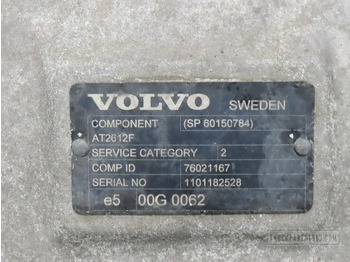 VOLVO SWEDEN
COMPONENT (SP 60150784)
AT2612F
SERVICE CATEGORY 2
COMP ID 76021167
SERIAL NO 1101182528
e5 00G 0062